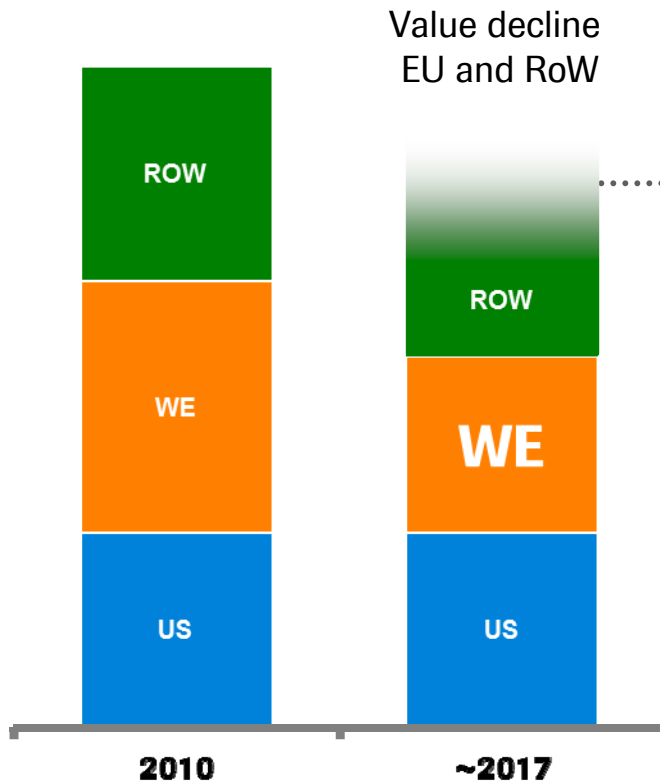 Value decline
EU and RoW
ROW
WE
US
ROW
WE
US
2010
~2017